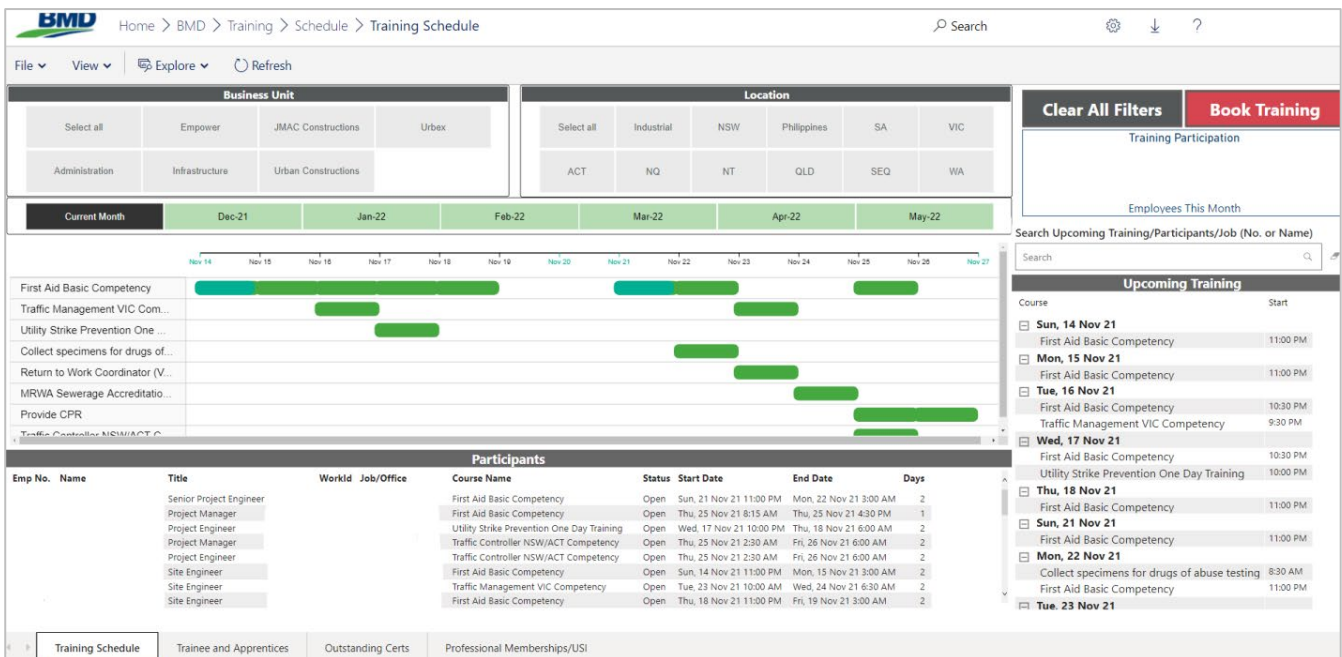 BMD
Home > BMD > Training > Schedule > Training Schedule
Search
?
File
View
Explore
Refresh
Business Unit
Select all Empower JMAC Constructions Urbex
Administration Infrastructure Urban Constructions
Location
Select all Industrial NSW Philippines SA VIC
ACT NQ NT QLD SEQ WA
Clear All Filters
Book Training
Training Participation
Employees This Month
Current Month Dec-21 Jan-22 Feb-22 Mar-22 Apr-22 May-22
Search Upcoming Training/Participants/Job (No. or Name)
Search
Nov 14 Nov 15 Nov 16 Nov 17 Nov 18 Nov 19 Nov 20 Nov 21 Nov 22 Nov 23 Nov 24 Nov 25 Nov 26 Nov 27
First Aid Basic Competency
Traffic Management VIC Com...
Utility Strike Prevention One ...
Collect specimens for drugs of...
Return to Work Coordinator (V...
MRWA Sewerage Accreditatio...
Provide CPR
Traffic Controller NSW/ACT C...
Upcoming Training
Course Start
Sun, 14 Nov 21
First Aid Basic Competency 11:00 PM
Mon, 15 Nov 21
First Aid Basic Competency 11:00 PM
Tue, 16 Nov 21
First Aid Basic Competency 10:30 PM
Traffic Management VIC Competency 9:30 PM
Wed, 17 Nov 21
First Aid Basic Competency 10:30 PM
Utility Strike Prevention One Day Training 10:00 PM
Thu, 18 Nov 21
First Aid Basic Competency 11:00 PM
Sun, 21 Nov 21
First Aid Basic Competency 11:00 PM
Mon, 22 Nov 21
Collect specimens for drugs of abuse testing 8:30 AM
First Aid Basic Competency 11:00 PM
Tue, 23 Nov 21
Participants
Emp No. Name Title WorkId Job/Office Course Name Status Start Date End Date Days
Senior Project Engineer First Aid Basic Competency Open Sun, 21 Nov 21 11:00 PM Mon, 22 Nov 21 3:00 AM 2
Project Manager First Aid Basic Competency Open Thu, 25 Nov 21 8:15 AM Thu, 25 Nov 21 4:30 PM 1
Project Engineer Utility Strike Prevention One Day Training Open Wed, 17 Nov 21 10:00 PM Thu, 18 Nov 21 6:00 AM 2
Project Manager Traffic Controller NSW/ACT Competency Open Thu, 25 Nov 21 2:30 AM Fri, 26 Nov 21 6:00 AM 2
Project Engineer Traffic Controller NSW/ACT Competency Open Thu, 25 Nov 21 2:30 AM Fri, 26 Nov 21 6:00 AM 2
Site Engineer First Aid Basic Competency Open Sun, 14 Nov 21 11:00 PM Mon, 15 Nov 21 3:00 AM 2
Site Engineer Traffic Management VIC Competency Open Tue, 23 Nov 21 10:00 AM Wed, 24 Nov 21 6:30 AM 2
Site Engineer First Aid Basic Competency Open Thu, 18 Nov 21 11:00 PM Fri, 19 Nov 21 3:00 AM 2
Training Schedule Trainee and Apprentices Outstanding Certs Professional Memberships/USI